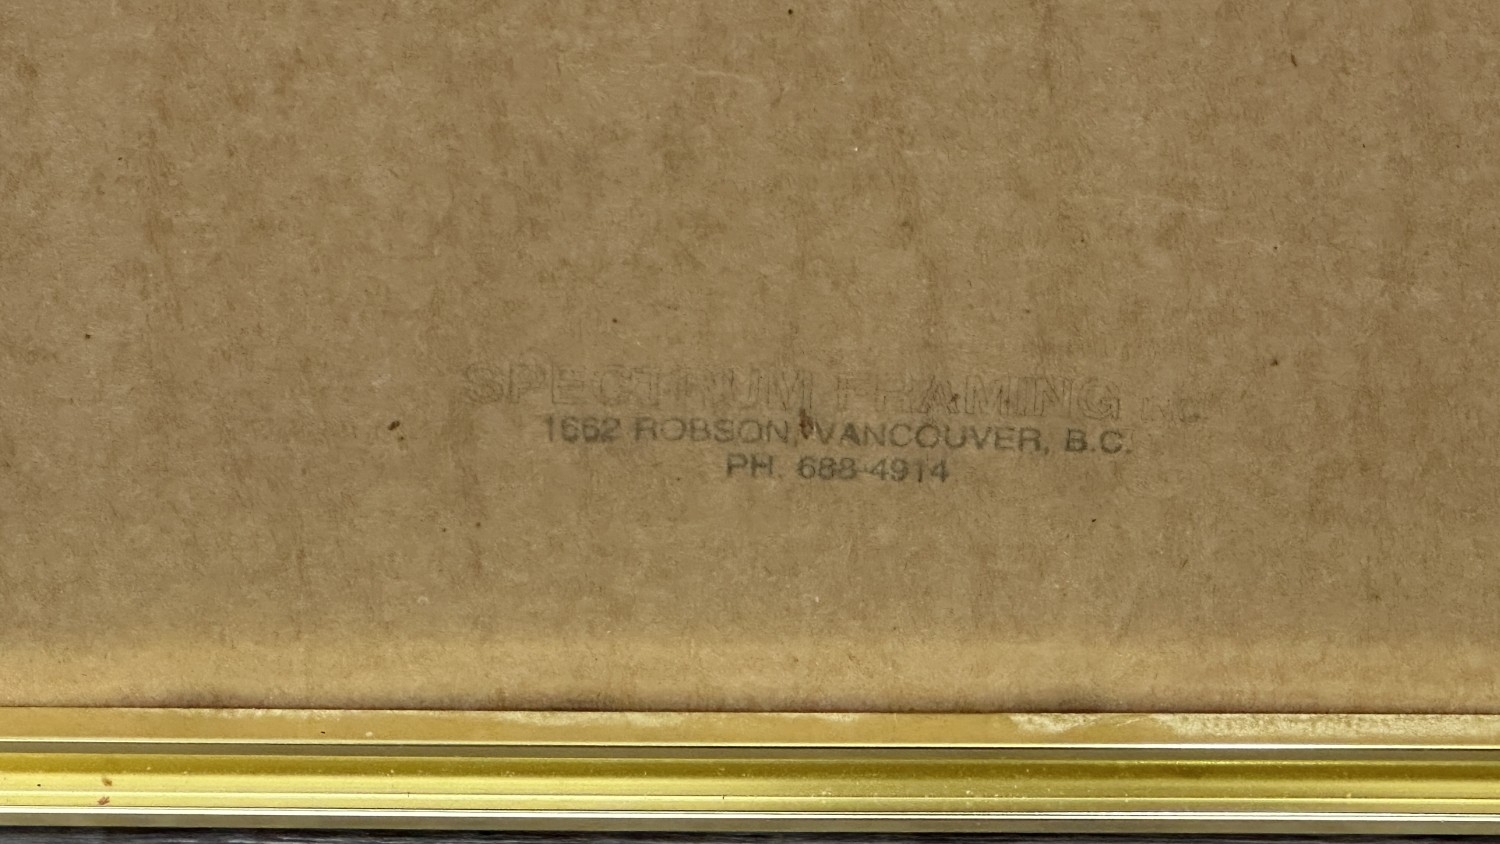 SPECTRUM FRAMING
1662 ROBSON, VANCOUVER, B.C.
PH. 688-4914